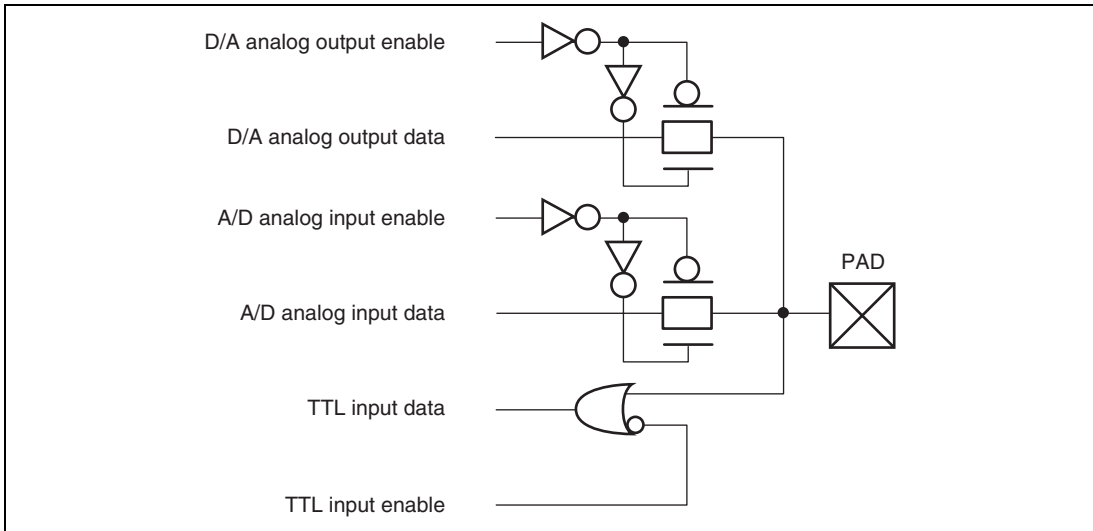 D/A analog output enable
D/A analog output data
A/D analog input enable
PAD
A/D analog input data
TTL input data
TTL input enable